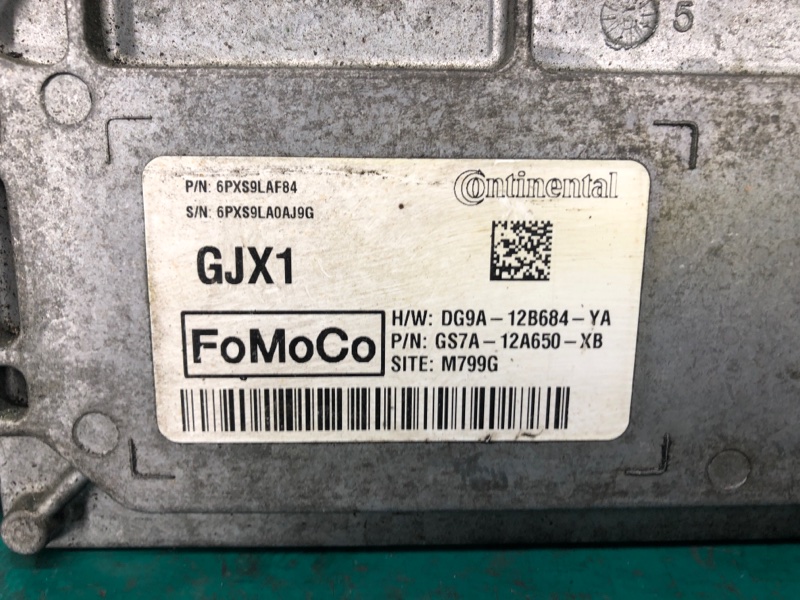 5
P/N: 6PXS9LAF84
Continental
S/N: 6PXS9LA0AJ9G
GJX1
FoMoCo
H/W: DG9A-12B684-YA
P/N: GS7A-12A650-XB
SITE: M799G